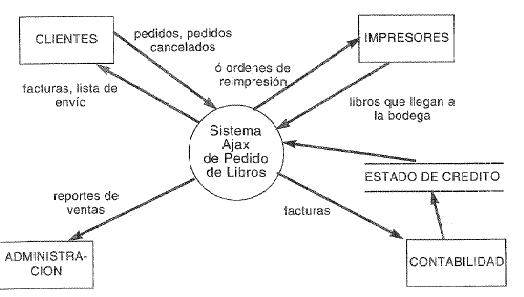 CLIENTES
pedidos, pedidos
cancelados
IMPRESORES
facturas, lista de
envíc
ó ordenes de
reimpresión
libros que llegan a
la bodega
Sistema
Ajax
de Pedido
de Libros
ESTADO DE CREDITO
reportes de
ventas
facturas
ADMINISTRA-
CION
CONTABILIDAD